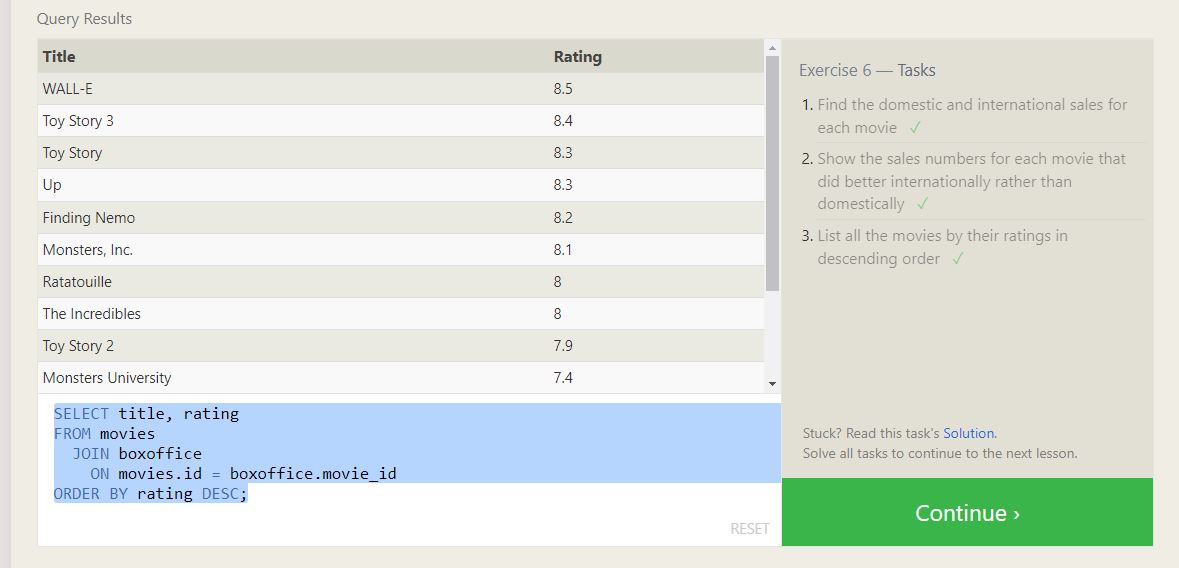 Query Results
Title Rating
WALL-E 8.5
Toy Story 3 8.4
Toy Story 8.3
Up 8.3
Finding Nemo 8.2
Monsters, Inc. 8.1
Ratatouille 8
The Incredibles 8
Toy Story 2 7.9
Monsters University 7.4
SELECT title, rating
FROM movies
  JOIN boxoffice
    ON movies.id = boxoffice.movie_id
ORDER BY rating DESC;
RESET
Exercise 6 — Tasks
1. Find the domestic and international sales for
each movie ✓
2. Show the sales numbers for each movie that
did better internationally rather than
domestically ✓
3. List all the movies by their ratings in
descending order ✓
Stuck? Read this task's Solution.
Solve all tasks to continue to the next lesson.
Continue ›